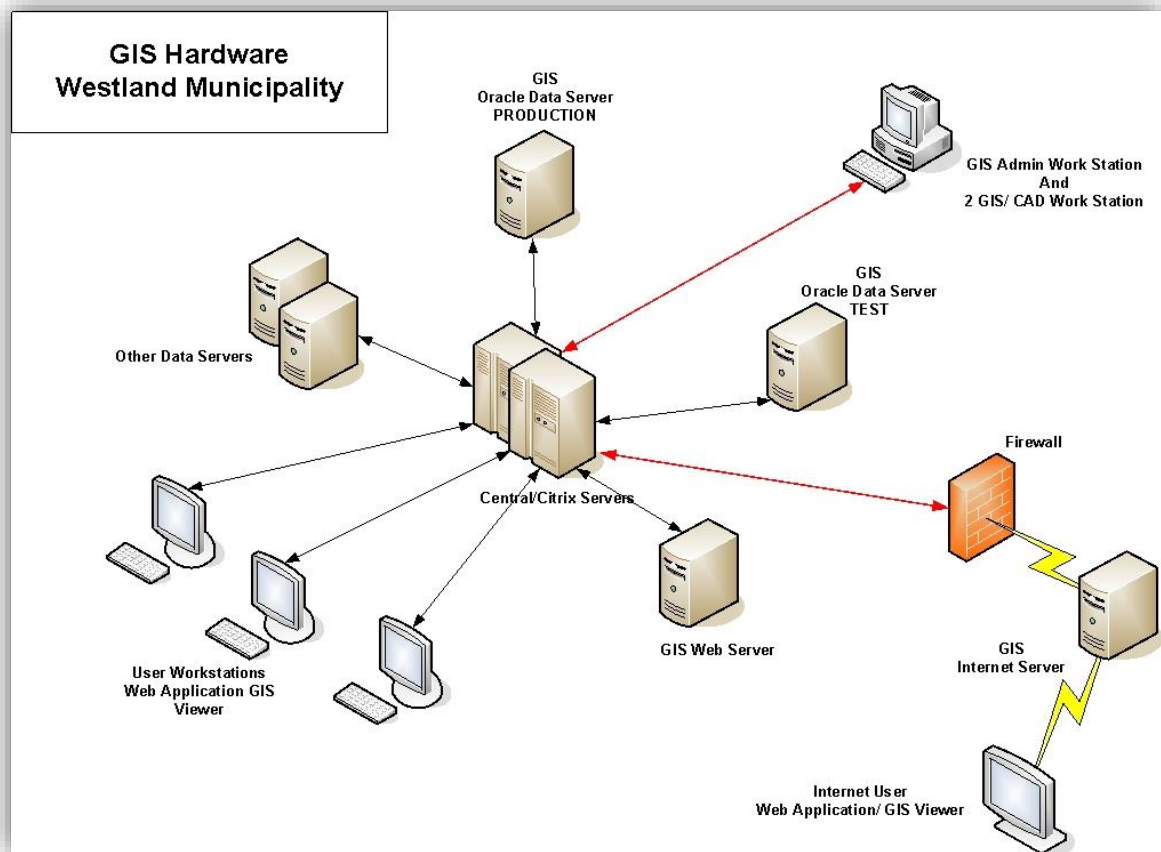 GIS Hardware
Westland Municipality
GIS
Oracle Data Server
PRODUCTION
GIS Admin Work Station
And
2 GIS/ CAD Work Station
GIS
Oracle Data Server
TEST
Other Data Servers
Firewall
Central/Citrix Servers
GIS Web Server
GIS
Internet Server
User Workstations
Web Application GIS
Viewer
Internet User
Web Application/ GIS Viewer